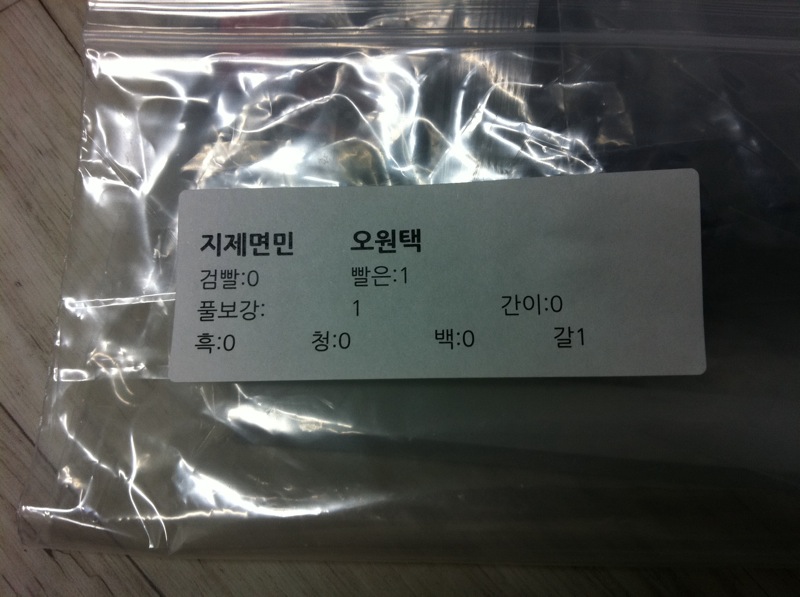 지제면민 오원택
검빨:0 빨은:1
풀보강: 1 간이:0
흑:0 청:0 백:0 갈1